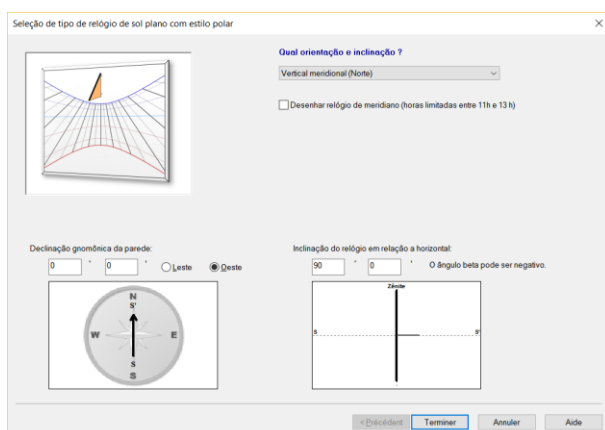 Seleção de tipo de relógio de sol plano com estilo polar
Qual orientação e inclinação ?
Vertical meridional (Norte)
Desenhar relógio de meridiano (horas limitadas entre 11h e 13 h)
Declinação gnomônica da parede:
0 ° 0 ' Leste Oeste
Inclinação do relógio em relação a horizontal:
90 ° 0 ' O ângulo beta pode ser negativo.
N
S'
W E
S
S
Zénite
S S'
< Précédent Terminer Annuler Aide